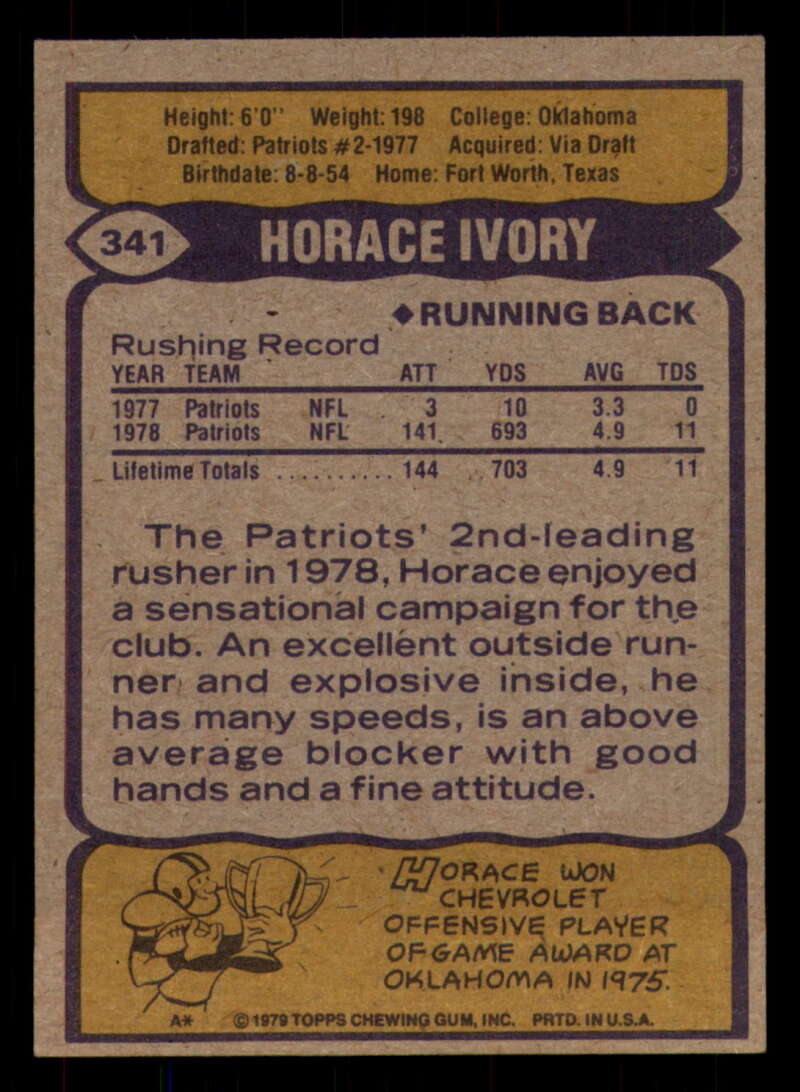 Height: 6'0" Weight: 198 College: Oklahoma
Drafted: Patriots #2-1977 Acquired: Via Draft
Birthdate: 8-8-54 Home: Fort Worth, Texas
341 HORACE IVORY
◆RUNNING BACK
Rushing Record
YEAR TEAM ATT YDS AVG TDS
1977 Patriots NFL 3 10 3.3 0
1978 Patriots NFL 141 693 4.9 11
Lifetime Totals ........... 144 703 4.9 11
The Patriots' 2nd-leading
rusher in 1978, Horace enjoyed
a sensational campaign for the
club. An excellent outside run-
ner and explosive inside, he
has many speeds, is an above
average blocker with good
hands and a fine attitude.
HORACE WON
CHEVROLET
OFFENSIVE PLAYER
OF GAME AWARD AT
OKLAHOMA IN 1975.
A* © 1979 TOPPS CHEWING GUM, INC. PRTD. IN U.S.A.